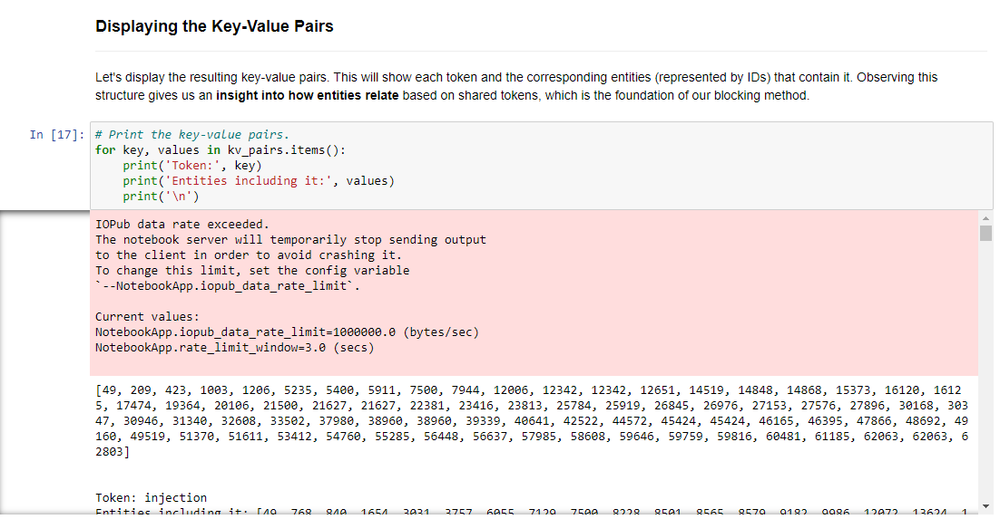 Displaying the Key-Value Pairs
Let's display the resulting key-value pairs. This will show each token and the corresponding entities (represented by IDs) that contain it. Observing this
structure gives us an insight into how entities relate based on shared tokens, which is the foundation of our blocking method.
In [17]: # Print the key-value pairs.
for key, values in kv_pairs.items():
    print('Token:', key)
    print('Entities including it:', values)
    print('\n')
IOPub data rate exceeded.
The notebook server will temporarily stop sending output
to the client in order to avoid crashing it.
To change this limit, set the config variable
`--NotebookApp.iopub_data_rate_limit`.
Current values:
NotebookApp.iopub_data_rate_limit=1000000.0 (bytes/sec)
NotebookApp.rate_limit_window=3.0 (secs)
[49, 209, 423, 1003, 1206, 5235, 5400, 5911, 7500, 7944, 12006, 12342, 12342, 12651, 14519, 14848, 14868, 15373, 16120, 1612
5, 17474, 19364, 20106, 21500, 21627, 21627, 22381, 23416, 23813, 25784, 25919, 26845, 26976, 27153, 27576, 27896, 30168, 303
47, 30946, 31340, 32608, 33502, 37980, 38960, 38960, 39339, 40641, 42522, 44572, 45424, 45424, 46165, 46395, 47866, 48692, 49
160, 49519, 51370, 51611, 53412, 54760, 55285, 56448, 56637, 57985, 58608, 59646, 59759, 59816, 60481, 61185, 62063, 62063, 6
2803]
Token: injection
Entities including it: [49, 768, 840, 1654, 3031, 3757, 6055, 7129, 7500, 8228, 8501, 8565, 8579, 9182, 9986, 12072, 13624, 1